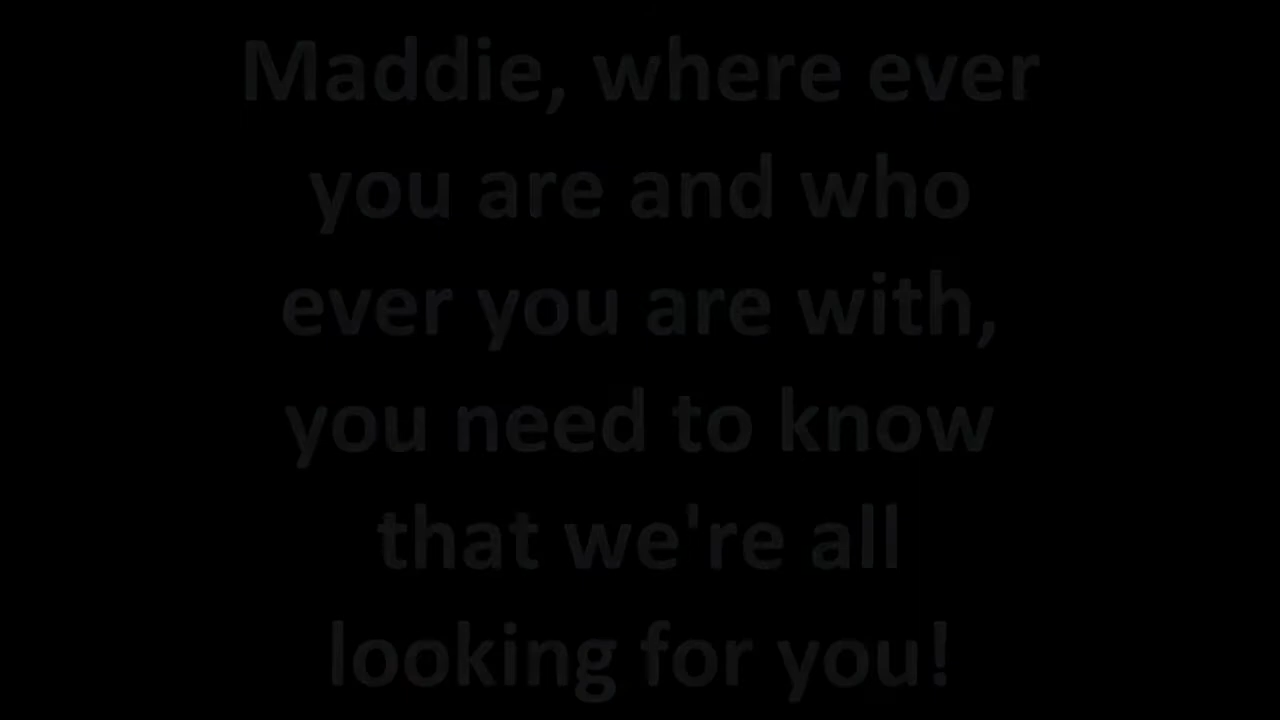 Maddie, where ever
you are and who
ever you are with,
you need to know
that we're all
looking for you!